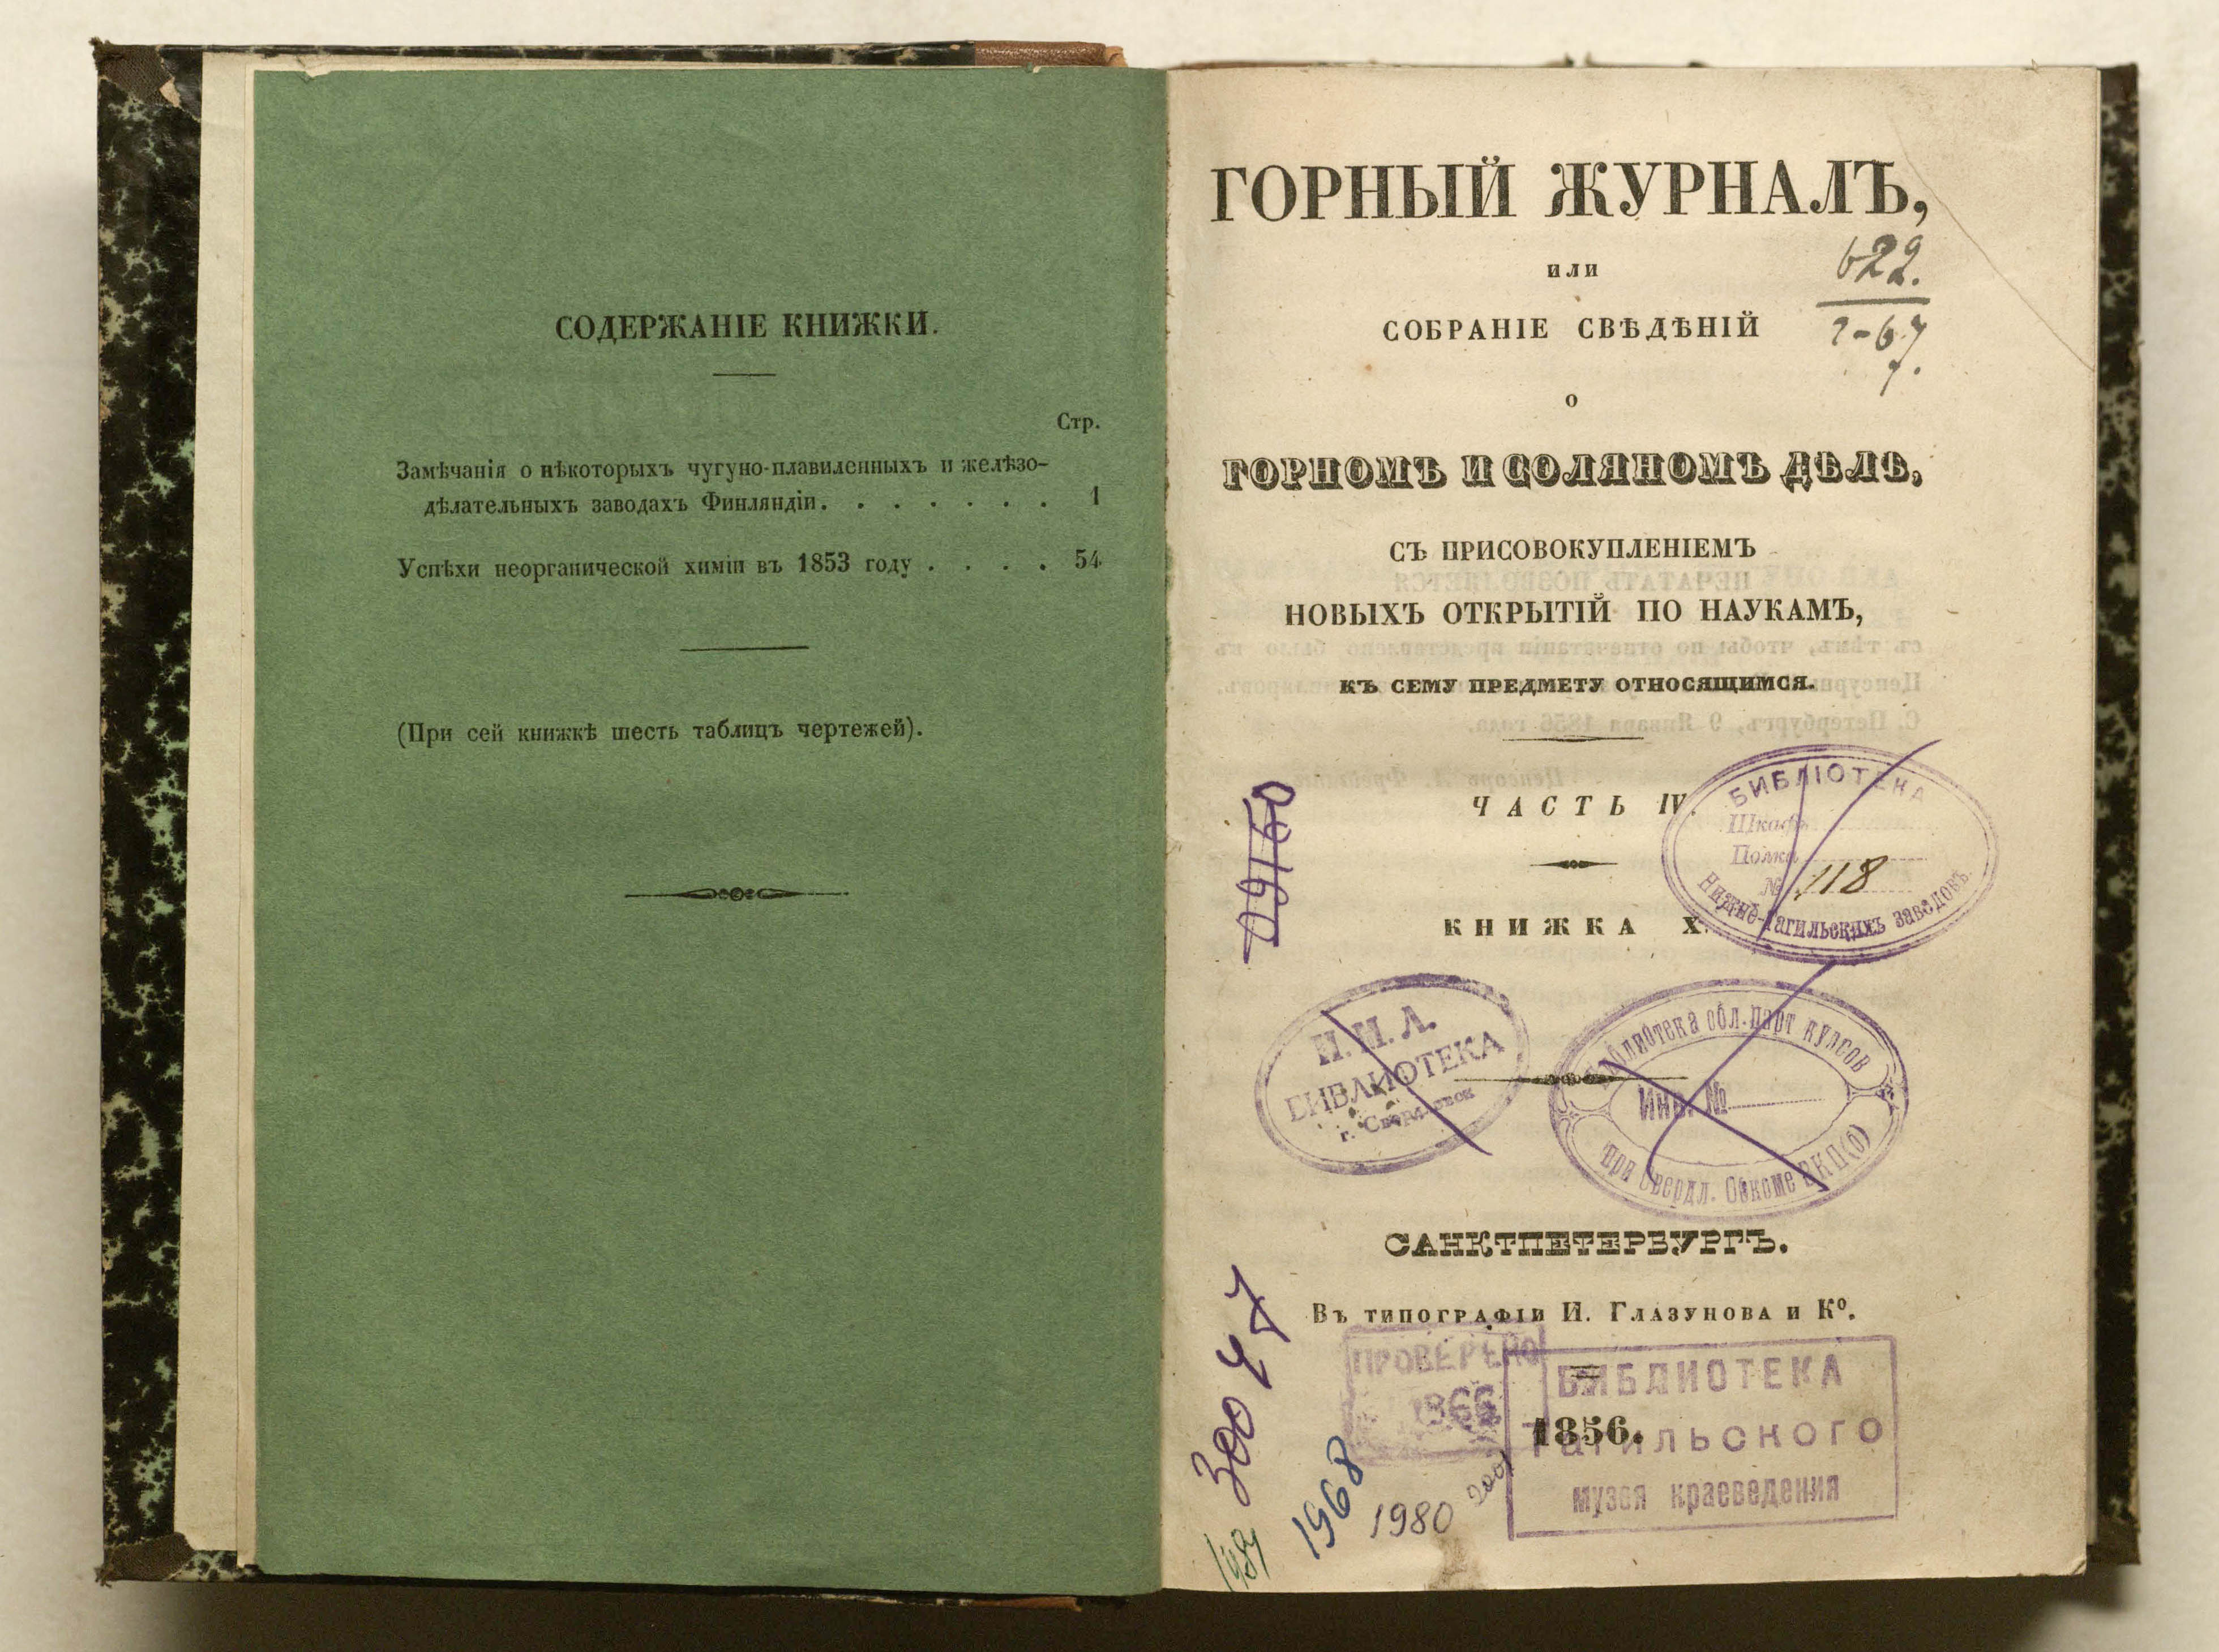 СОДЕРЖАНІЕ КНИЖКИ.
Стр.
Замѣчанія о нѣкоторыхъ чугуно-плавиленныхъ и желѣзо-
дѣлательныхъ заводахъ Финляндіи. . . . . . . 1
Успѣхи неорганической химіи въ 1853 году . . . . 54
(При сей книжкѣ шесть таблицъ чертежей).
ГОРНЫЙ ЖУРНАЛЪ,
или
СОБРАНІЕ СВѢДѢНІЙ
622.
о
ГОРНОМЪ И СОЛЯНОМЪ ДѢЛѢ,
СЪ ПРИСОВОКУПЛЕНІЕМЪ
НОВЫХЪ ОТКРЫТІЙ ПО НАУКАМЪ,
КЪ СЕМУ ПРЕДМЕТУ ОТНОСЯЩИМСЯ.
ЧАСТЬ IV.
БИБЛІОТЕКА
Шкафъ
Полка
№ 118
Нижне-Тагильскихъ заводовъ
КНИЖКА X.
БИБЛИОТЕКА
г. Свердловск
Библиотека обл. парт курсов
Инв. №
при Свердл. Обкоме ВКП(б)
САНКТПЕТЕРБУРГЪ.
Въ типографіи И. Глазунова и Ко.
ПРОВЕРЕНО
1966
1856.
БИБЛИОТЕКА
Тагильского
музея краеведения
30047
1968
1980